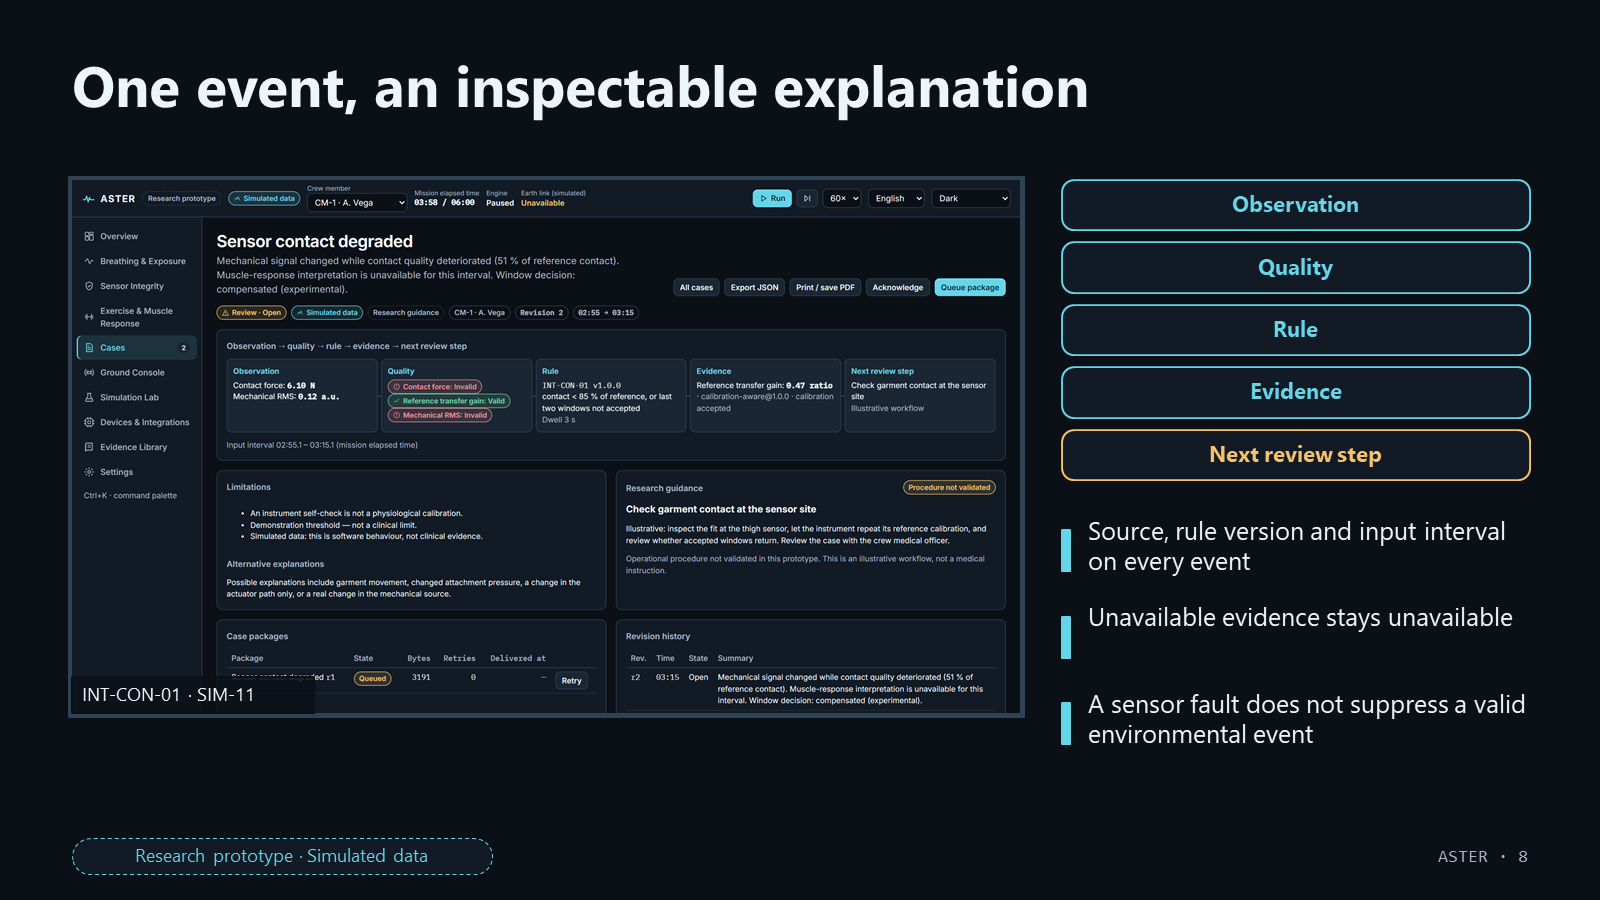 One event, an inspectable explanation
ASTER
Research prototype
Simulated data
Crew member
CM-1 · A. Vega
Mission elapsed time
03:58 / 06:00
Engine
Paused
Earth link (simulated)
Unavailable
Run
60×
English
Dark
Overview
Breathing & Exposure
Sensor Integrity
Exercise & Muscle
Response
Cases
2
Ground Console
Simulation Lab
Devices & Integrations
Evidence Library
Settings
Ctrl+K · command palette
Sensor contact degraded
Mechanical signal changed while contact quality deteriorated (51 % of reference contact).
Muscle-response interpretation is unavailable for this interval. Window decision:
compensated (experimental).
All cases
Export JSON
Print / save PDF
Acknowledge
Queue package
Review · Open
Simulated data
Research guidance
CM-1 · A. Vega
Revision 2
02:55 → 03:15
Observation → quality → rule → evidence → next review step
Observation
Contact force: 6.10 N
Mechanical RMS: 0.12 a.u.
Quality
Contact force: Invalid
Reference transfer gain: Valid
Mechanical RMS: Invalid
Rule
INT-CON-01 v1.0.0
contact < 85 % of reference, or last
two windows not accepted
Dwell 3 s
Evidence
Reference transfer gain: 0.47 ratio
· calibration-aware@1.0.0 · calibration
accepted
Next review step
Check garment contact at the sensor
site
Illustrative workflow
Input interval 02:55.1 – 03:15.1 (mission elapsed time)
Limitations
• An instrument self-check is not a physiological calibration.
• Demonstration threshold — not a clinical limit.
• Simulated data: this is software behaviour, not clinical evidence.
Alternative explanations
Possible explanations include garment movement, changed attachment pressure, a change in the
actuator path only, or a real change in the mechanical source.
Research guidance
Procedure not validated
Check garment contact at the sensor site
Illustrative: inspect the fit at the thigh sensor, let the instrument repeat its reference calibration, and
review whether accepted windows return. Review the case with the crew medical officer.
Operational procedure not validated in this prototype. This is an illustrative workflow, not a medical
instruction.
Case packages
Package State Bytes Retries Delivered at
Sensor contact degraded r1 Queued 3191 0 — Retry
Revision history
Rev. Time State Summary
r2 03:15 Open Mechanical signal changed while contact quality deteriorated (51 % of
reference contact). Muscle-response interpretation is unavailable for this
interval. Window decision: compensated (experimental).
INT-CON-01 · SIM-11
Observation
Quality
Rule
Evidence
Next review step
Source, rule version and input interval
on every event
Unavailable evidence stays unavailable
A sensor fault does not suppress a valid
environmental event
Research prototype · Simulated data
ASTER · 8